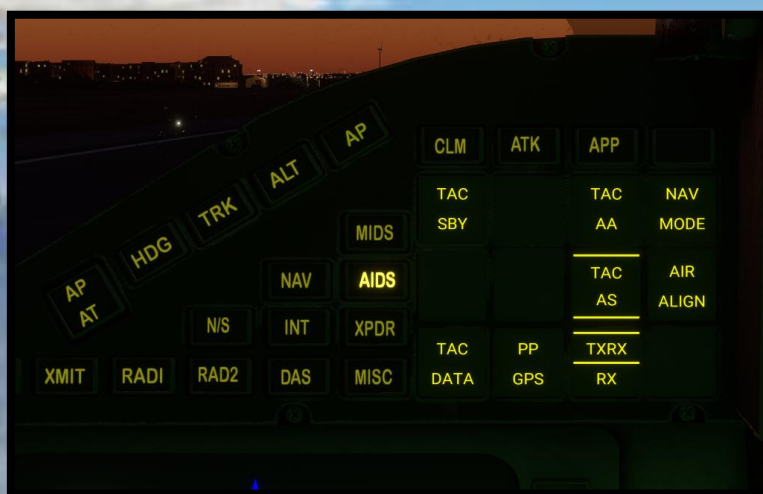 AP
ALT
TRK
HDG
AP
AT
CLM
ATK
APP
TAC
SBY
TAC
AA
NAV
MODE
MIDS
NAV
AIDS
TAC
AS
AIR
ALIGN
N/S
INT
XPDR
TAC
DATA
PP
GPS
TXRX
RX
XMIT
RADI
RAD2
DAS
MISC